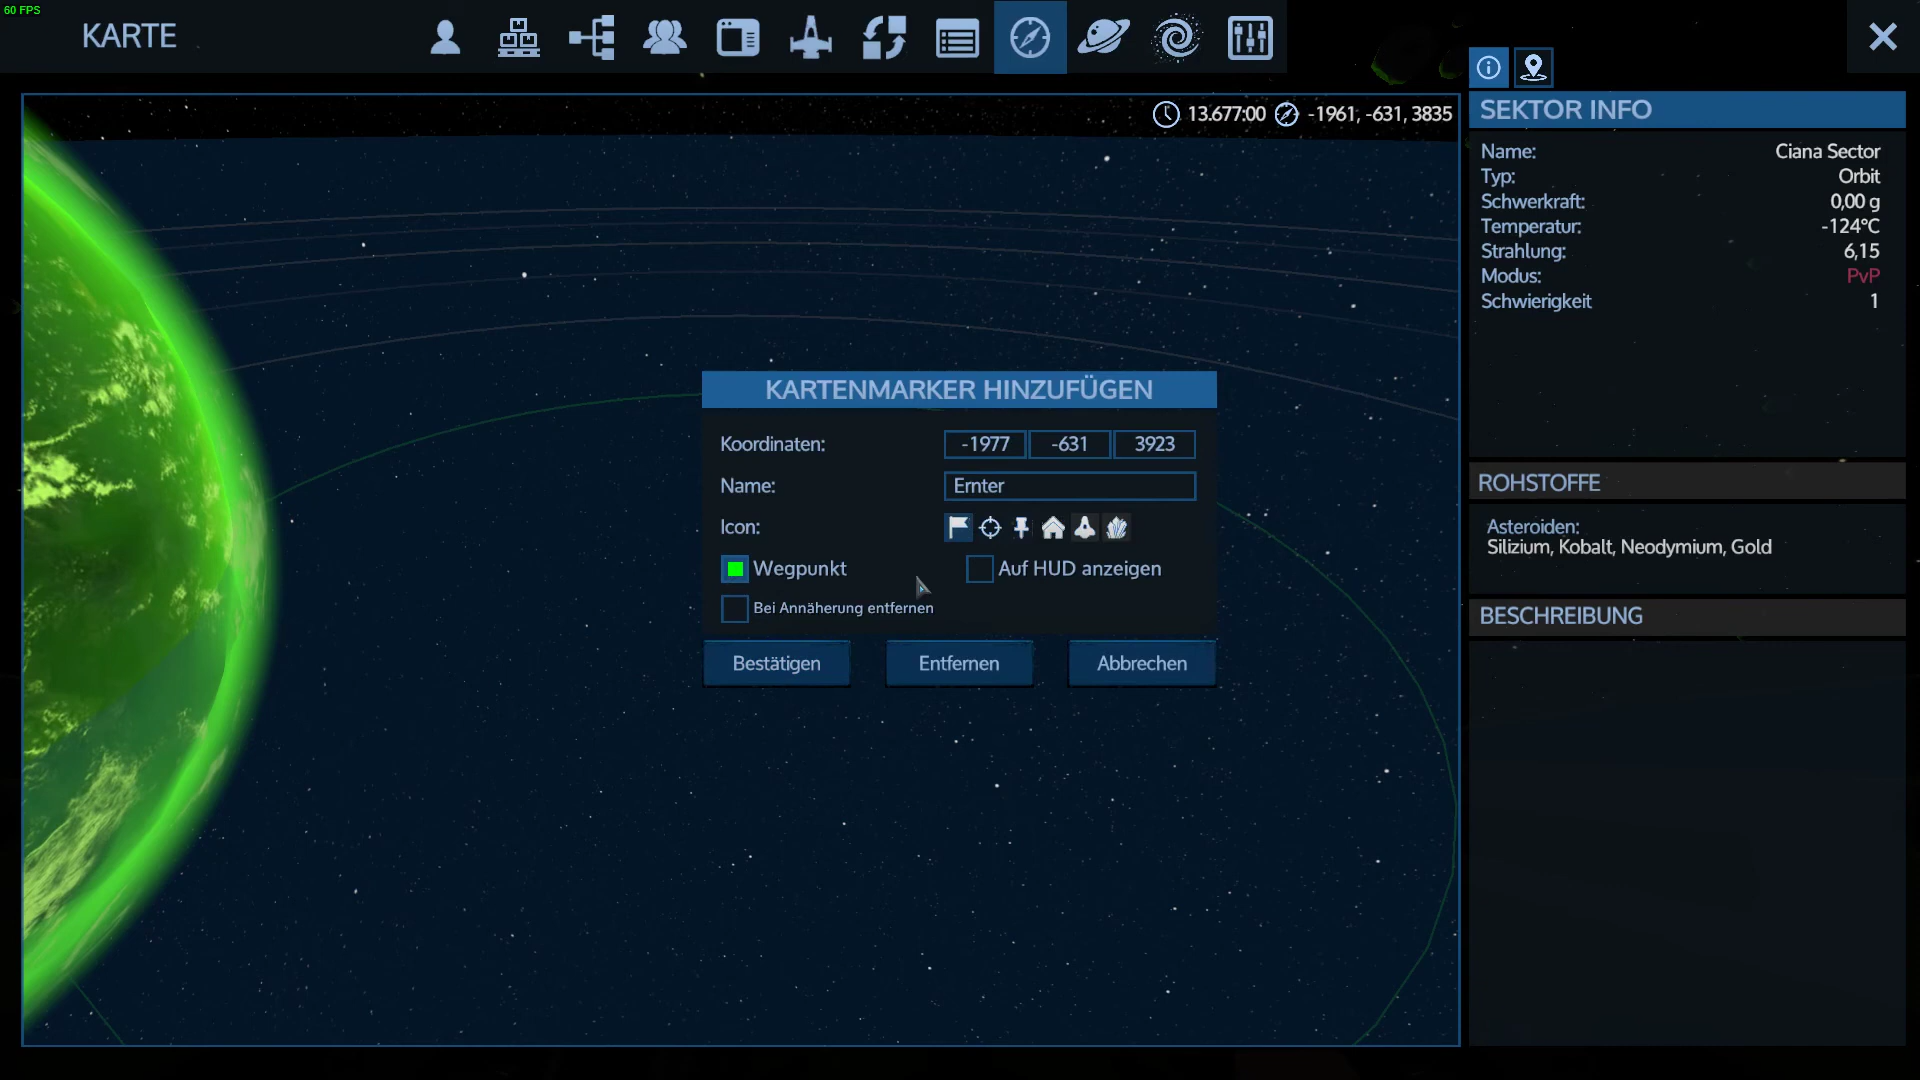 60 FPS
KARTE
13.677:00 -1961, -631, 3835
SEKTOR INFO
Name: Ciana Sector
Typ: Orbit
Schwerkraft: 0,00 g
Temperatur: -124°C
Strahlung: 6,15
Modus: PvP
Schwierigkeit 1
KARTENMARKER HINZUFÜGEN
Koordinaten: -1977 -631 3923
Name: Ernter
Icon:
Wegpunkt Auf HUD anzeigen
Bei Annäherung entfernen
Bestätigen Entfernen Abbrechen
ROHSTOFFE
Asteroiden:
Silizium, Kobalt, Neodymium, Gold
BESCHREIBUNG